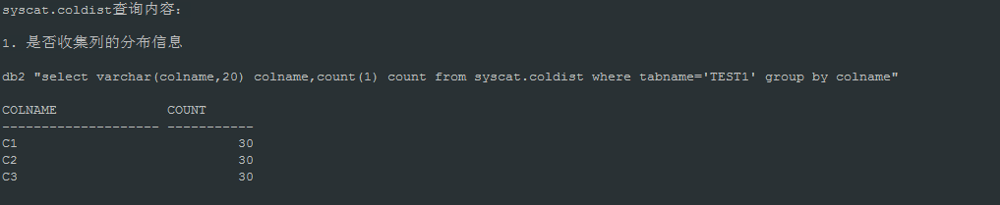 syscat.coldist查询内容:
1. 是否收集列的分布信息
db2 "select varchar(colname,20) colname,count(1) count from syscat.coldist where tabname='TEST1' group by colname"
COLNAME              COUNT
-------------------- -----------
C1                            30
C2                            30
C3                            30